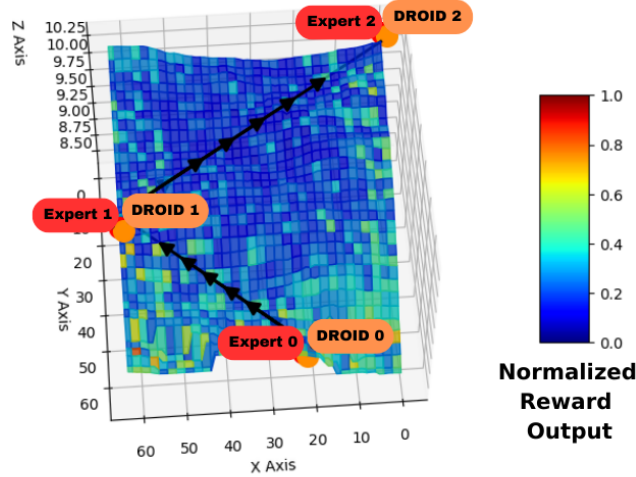 Z Axis
10.25
10.00
9.75
9.50
9.25
9.00
8.75
8.50
Expert 2
DROID 2
Expert 1
DROID 1
Expert 0
DROID 0
0
20
30
40
50
60
Y Axis
60
50
40
30
20
10
0
X Axis
1.0
0.8
0.6
0.4
0.2
0.0
Normalized
Reward
Output